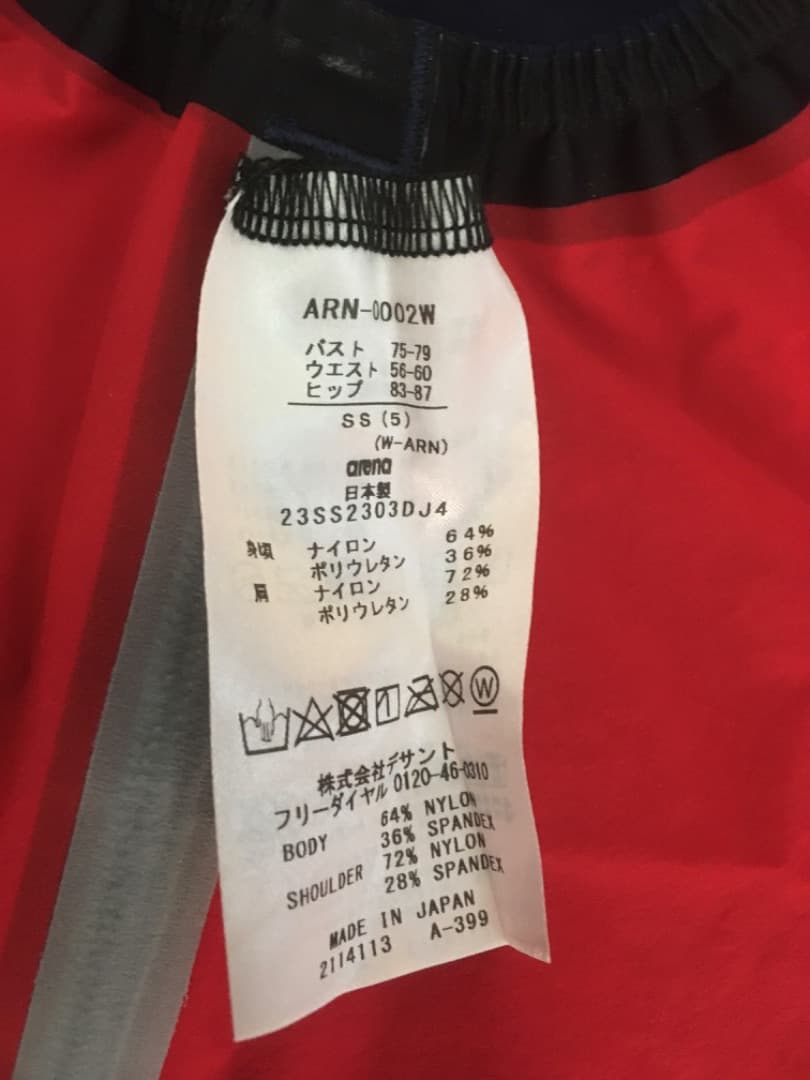 ARN-0002W
バスト 75-79
ウエスト 56-60
ヒップ 83-87
SS(5)
(W-ARN)
arena
日本製
23SS2303DJ4
身頃 ナイロン 64%
ポリウレタン 36%
肩 ナイロン 72%
ポリウレタン 28%
W
株式会社デサント
フリーダイヤル 0120-46-0310
BODY 64% NYLON
36% SPANDEX
SHOULDER 72% NYLON
28% SPANDEX
MADE IN JAPAN
2114113 A-399